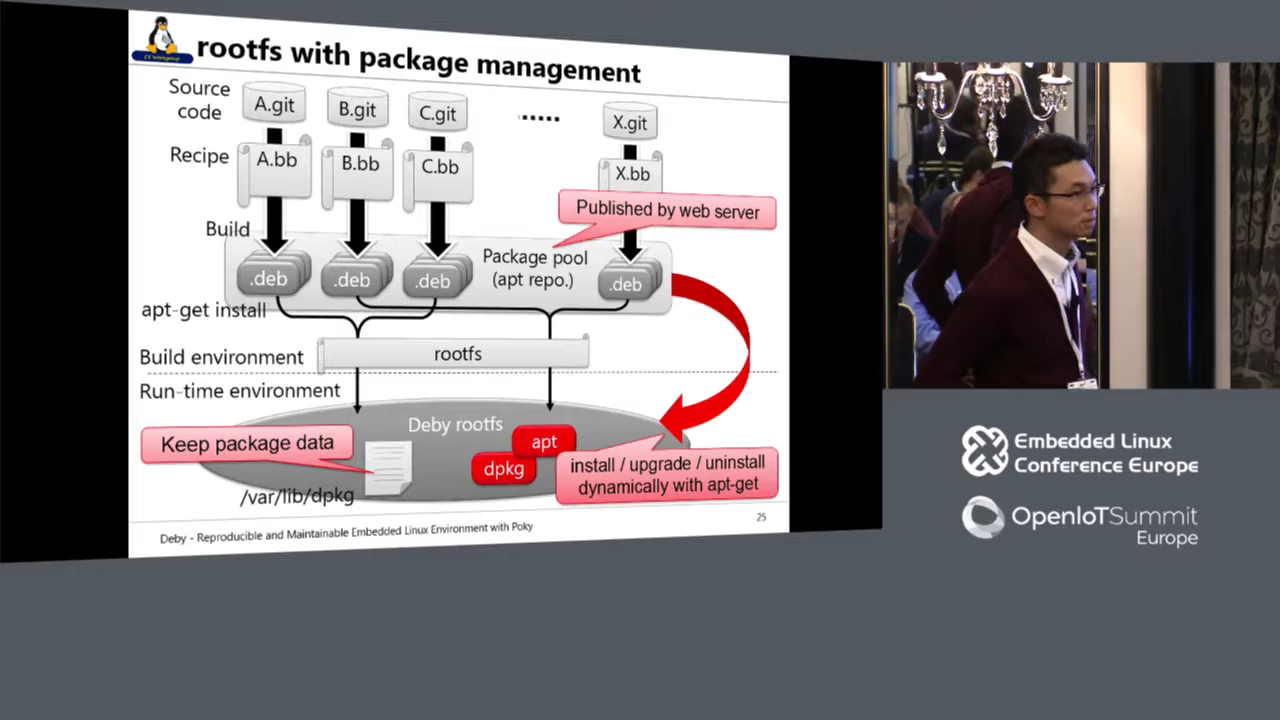 rootfs with package management
Source
code
A.git
B.git
C.git
.....
X.git
Recipe
A.bb
B.bb
C.bb
X.bb
Published by web server
Build
.deb
.deb
.deb
Package pool
(apt repo.)
.deb
apt-get install
Build environment
rootfs
Run-time environment
Deby rootfs
Keep package data
apt
dpkg
install / upgrade / uninstall
dynamically with apt-get
/var/lib/dpkg
25
Deby - Reproducible and Maintainable Embedded Linux Environment with Poky
Embedded Linux
Conference Europe
OpenIoTSummit
Europe